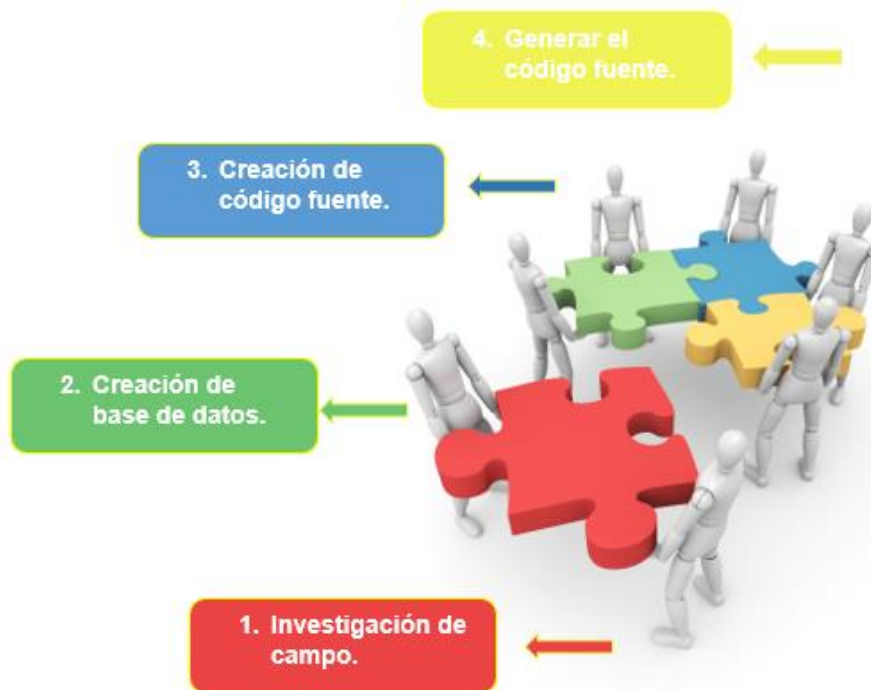 4. Generar el
código fuente.
3. Creación de
código fuente.
2. Creación de
base de datos.
1. Investigación de
campo.